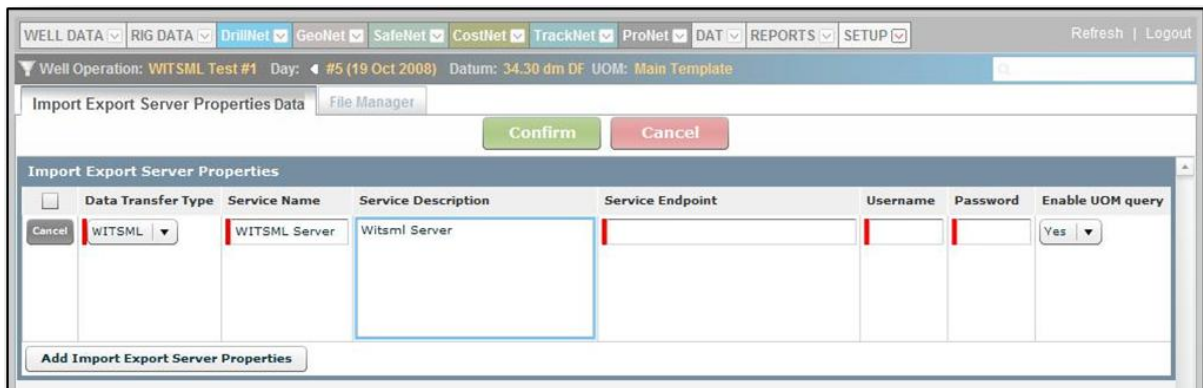 WELL DATA RIG DATA DrillNet GeoNet SafeNet CostNet TrackNet ProNet DAT REPORTS SETUP Refresh | Logout
Well Operation: WITSML Test #1 Day: #5 (19 Oct 2008) Datum: 34.30 dm DF UOM: Main Template
Import Export Server Properties Data File Manager
Confirm Cancel
Import Export Server Properties
Data Transfer Type Service Name Service Description Service Endpoint Username Password Enable UOM query
Cancel WITSML WITSML Server Witsml Server Yes
Add Import Export Server Properties